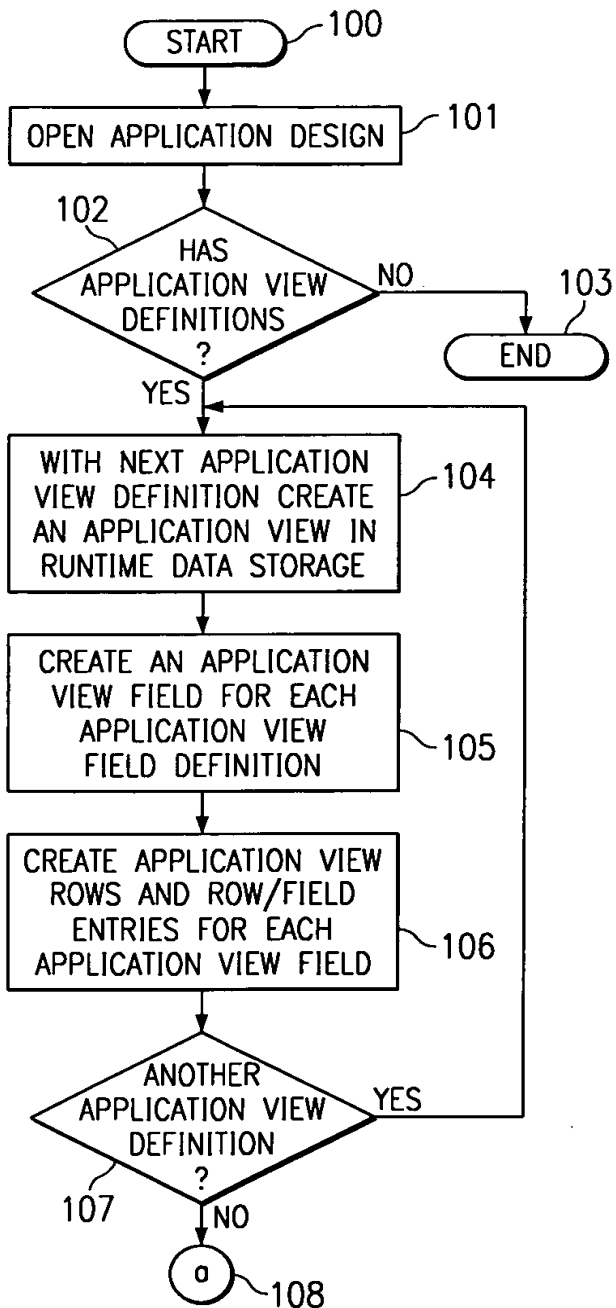 START
100
OPEN APPLICATION DESIGN
101
102
HAS
APPLICATION VIEW
DEFINITIONS
?
NO
103
END
YES
WITH NEXT APPLICATION
VIEW DEFINITION CREATE
AN APPLICATION VIEW IN
RUNTIME DATA STORAGE
104
CREATE AN APPLICATION
VIEW FIELD FOR EACH
APPLICATION VIEW
FIELD DEFINITION
105
CREATE APPLICATION VIEW
ROWS AND ROW/FIELD
ENTRIES FOR EACH
APPLICATION VIEW FIELD
106
ANOTHER
APPLICATION VIEW
DEFINITION
?
YES
107
NO
a
108